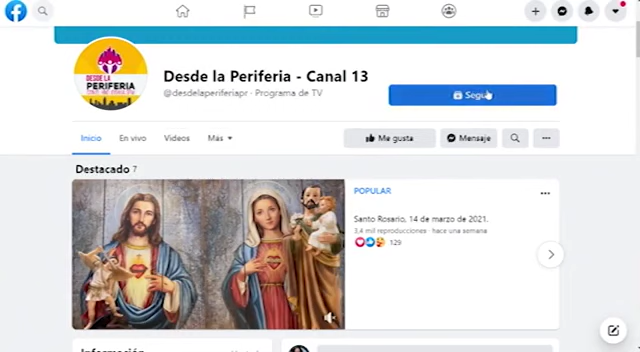 Desde la Periferia - Canal 13
@desdelaperiferiapr · Programa de TV
Seguir
DESDE LA
PERIFERIA
Inicio
En vivo
Videos
Más
Me gusta
Mensaje
Destacado 7
POPULAR
Santo Rosario, 14 de marzo de 2021.
3,4 mil reproducciones · hace una semana
129
Información